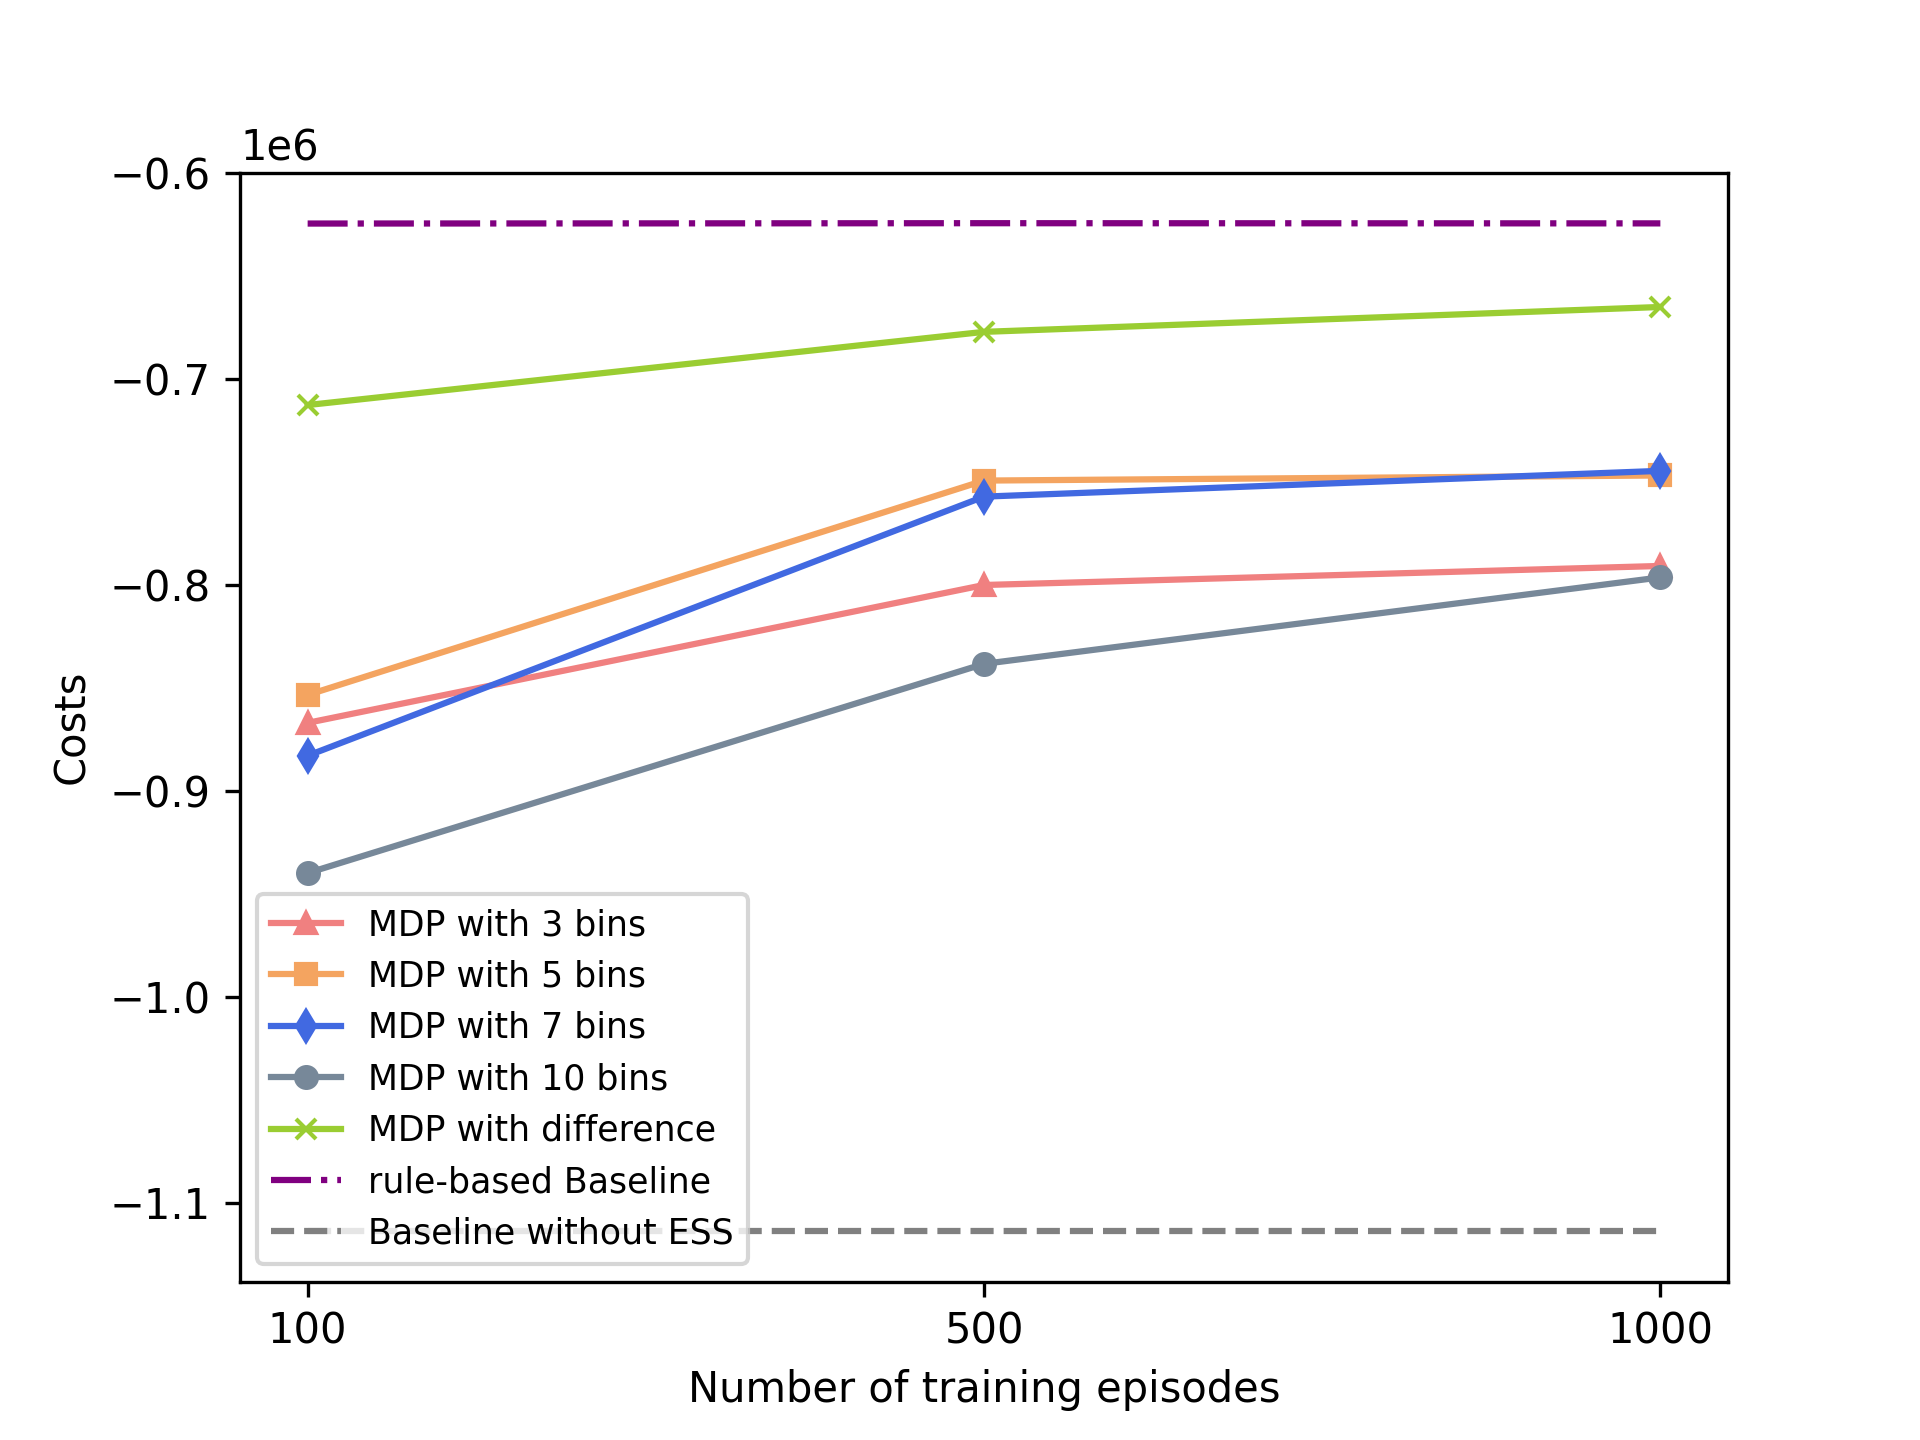 1e6
−0.6
−0.7
−0.8
−0.9
−1.0
−1.1
Costs
MDP with 3 bins
MDP with 5 bins
MDP with 7 bins
MDP with 10 bins
MDP with difference
rule-based Baseline
Baseline without ESS
100 500 1000
Number of training episodes